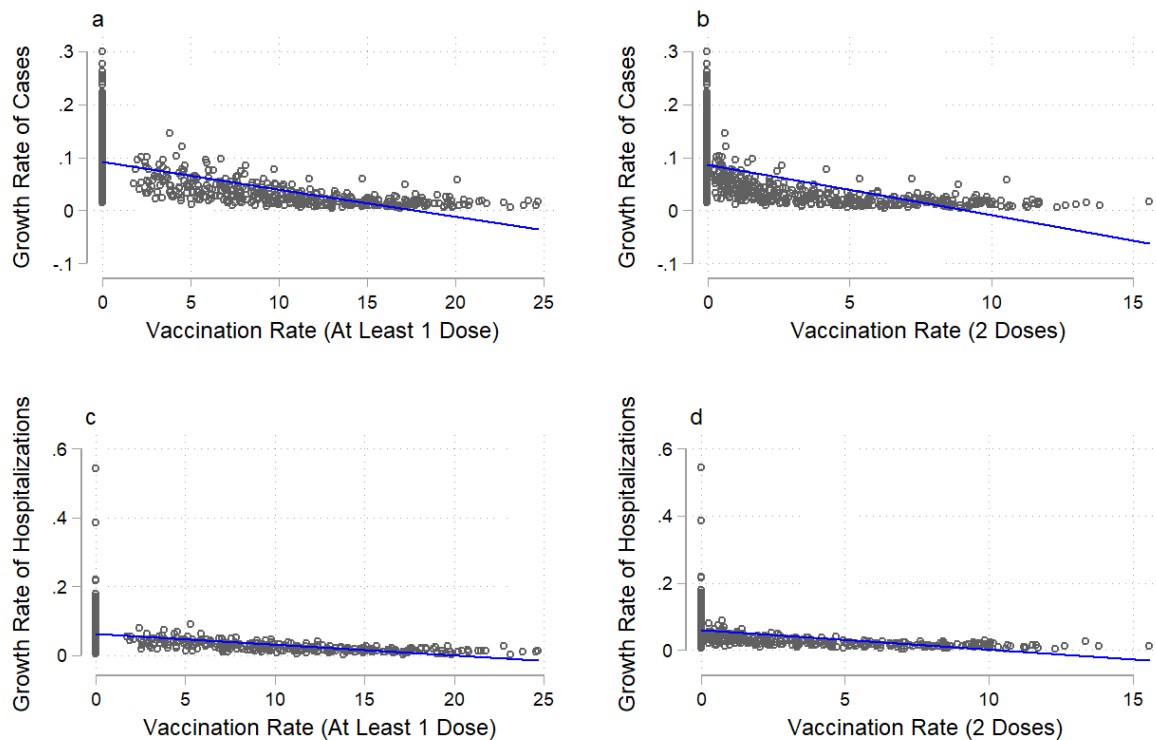 a
Growth Rate of Cases
.3
.2
.1
0
-.1
0 5 10 15 20 25
Vaccination Rate (At Least 1 Dose)
b
Growth Rate of Cases
.3
.2
.1
0
-.1
0 5 10 15
Vaccination Rate (2 Doses)
c
Growth Rate of Hospitalizations
.6
.4
.2
0
0 5 10 15 20 25
Vaccination Rate (At Least 1 Dose)
d
Growth Rate of Hospitalizations
.6
.4
.2
0
0 5 10 15
Vaccination Rate (2 Doses)